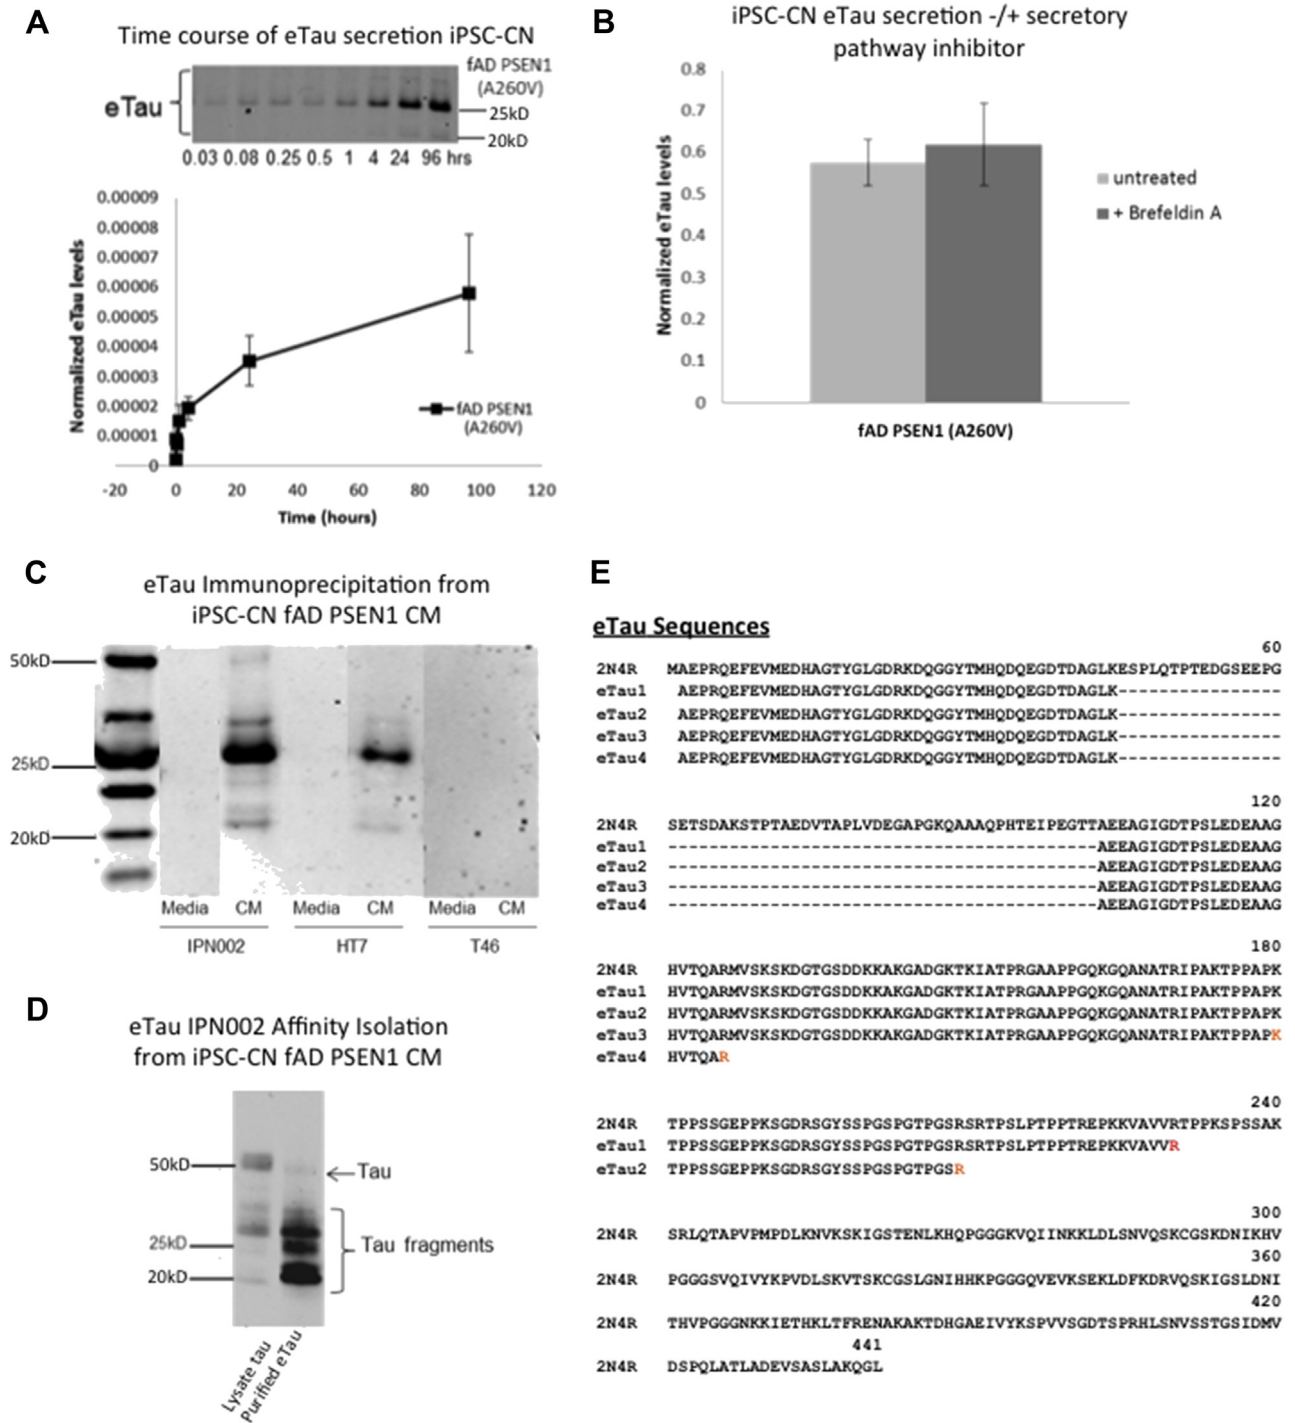 A
Time course of eTau secretion iPSC-CN
fAD PSEN1
(A260V)
eTau
25kD
20kD
0.03 0.08 0.25 0.5 1 4 24 96 hrs
Normalized eTau levels
0.00009
0.00008
0.00007
0.00006
0.00005
0.00004
0.00003
0.00002
0.00001
0
fAD PSEN1
(A260V)
-20 0 20 40 60 80 100 120
Time (hours)
B
iPSC-CN eTau secretion -/+ secretory
pathway inhibitor
Normalized eTau levels
0.8
0.7
0.6
0.5
0.4
0.3
0.2
0.1
0
untreated
+ Brefeldin A
fAD PSEN1 (A260V)
C
eTau Immunoprecipitation from
iPSC-CN fAD PSEN1 CM
50kD
25kD
20kD
Media CM Media CM Media CM
IPN002 HT7 T46
D
eTau IPN002 Affinity Isolation
from iPSC-CN fAD PSEN1 CM
50kD
Tau
25kD
Tau fragments
20kD
Lysate tau
Purified eTau
E
eTau Sequences
60
2N4R MAEPRQEFEVMEDHAGTYGLGDRKDQGGYTMHQDQEGDTDAGLKESPLQTPTEDGSEEPG
eTau1 AEPRQEFEVMEDHAGTYGLGDRKDQGGYTMHQDQEGDTDAGLK----------------
eTau2 AEPRQEFEVMEDHAGTYGLGDRKDQGGYTMHQDQEGDTDAGLK----------------
eTau3 AEPRQEFEVMEDHAGTYGLGDRKDQGGYTMHQDQEGDTDAGLK----------------
eTau4 AEPRQEFEVMEDHAGTYGLGDRKDQGGYTMHQDQEGDTDAGLK----------------
120
2N4R SETSDAKSTPTAEDVTAPLVDEGAPGKQAAAQPHTEIPEGTTAEEAGIGDTPSLEDEAAG
eTau1 ------------------------------------------AEEAGIGDTPSLEDEAAG
eTau2 ------------------------------------------AEEAGIGDTPSLEDEAAG
eTau3 ------------------------------------------AEEAGIGDTPSLEDEAAG
eTau4 ------------------------------------------AEEAGIGDTPSLEDEAAG
180
2N4R HVTQARMVSKSKDGTGSDDKKAKGADGKTKIATPRGAAPPGQKGQANATRIPAKTPPAPK
eTau1 HVTQARMVSKSKDGTGSDDKKAKGADGKTKIATPRGAAPPGQKGQANATRIPAKTPPAPK
eTau2 HVTQARMVSKSKDGTGSDDKKAKGADGKTKIATPRGAAPPGQKGQANATRIPAKTPPAPK
eTau3 HVTQARMVSKSKDGTGSDDKKAKGADGKTKIATPRGAAPPGQKGQANATRIPAKTPPAPK
eTau4 HVTQAR
240
2N4R TPPSSGEPPKSGDRSGYSSPGSPGTPGSRSRTPSLPTPPTREPKKVAVVRTPPKSPSSAK
eTau1 TPPSSGEPPKSGDRSGYSSPGSPGTPGSRSRTPSLPTPPTREPKKVAVVR
eTau2 TPPSSGEPPKSGDRSGYSSPGSPGTPGSR
300
2N4R SRLQTAPVPMPDLKNVKSKIGSTENLKHQPGGGKVQIINKKLDLSNVQSKCGSKDNIKHV
360
2N4R PGGGSVQIVYKPVDLSKVTSKCGSLGNIHHKPGGGQVEVKSEKLDFKDRVQSKIGSLDNI
420
2N4R THVPGGGNKKIETHKLTFRENAKAKTDHGAEIVYKSPVVSGDTSPRHLSNVSSTGSIDMV
441
2N4R DSPQLATLADEVSASLAKQGL